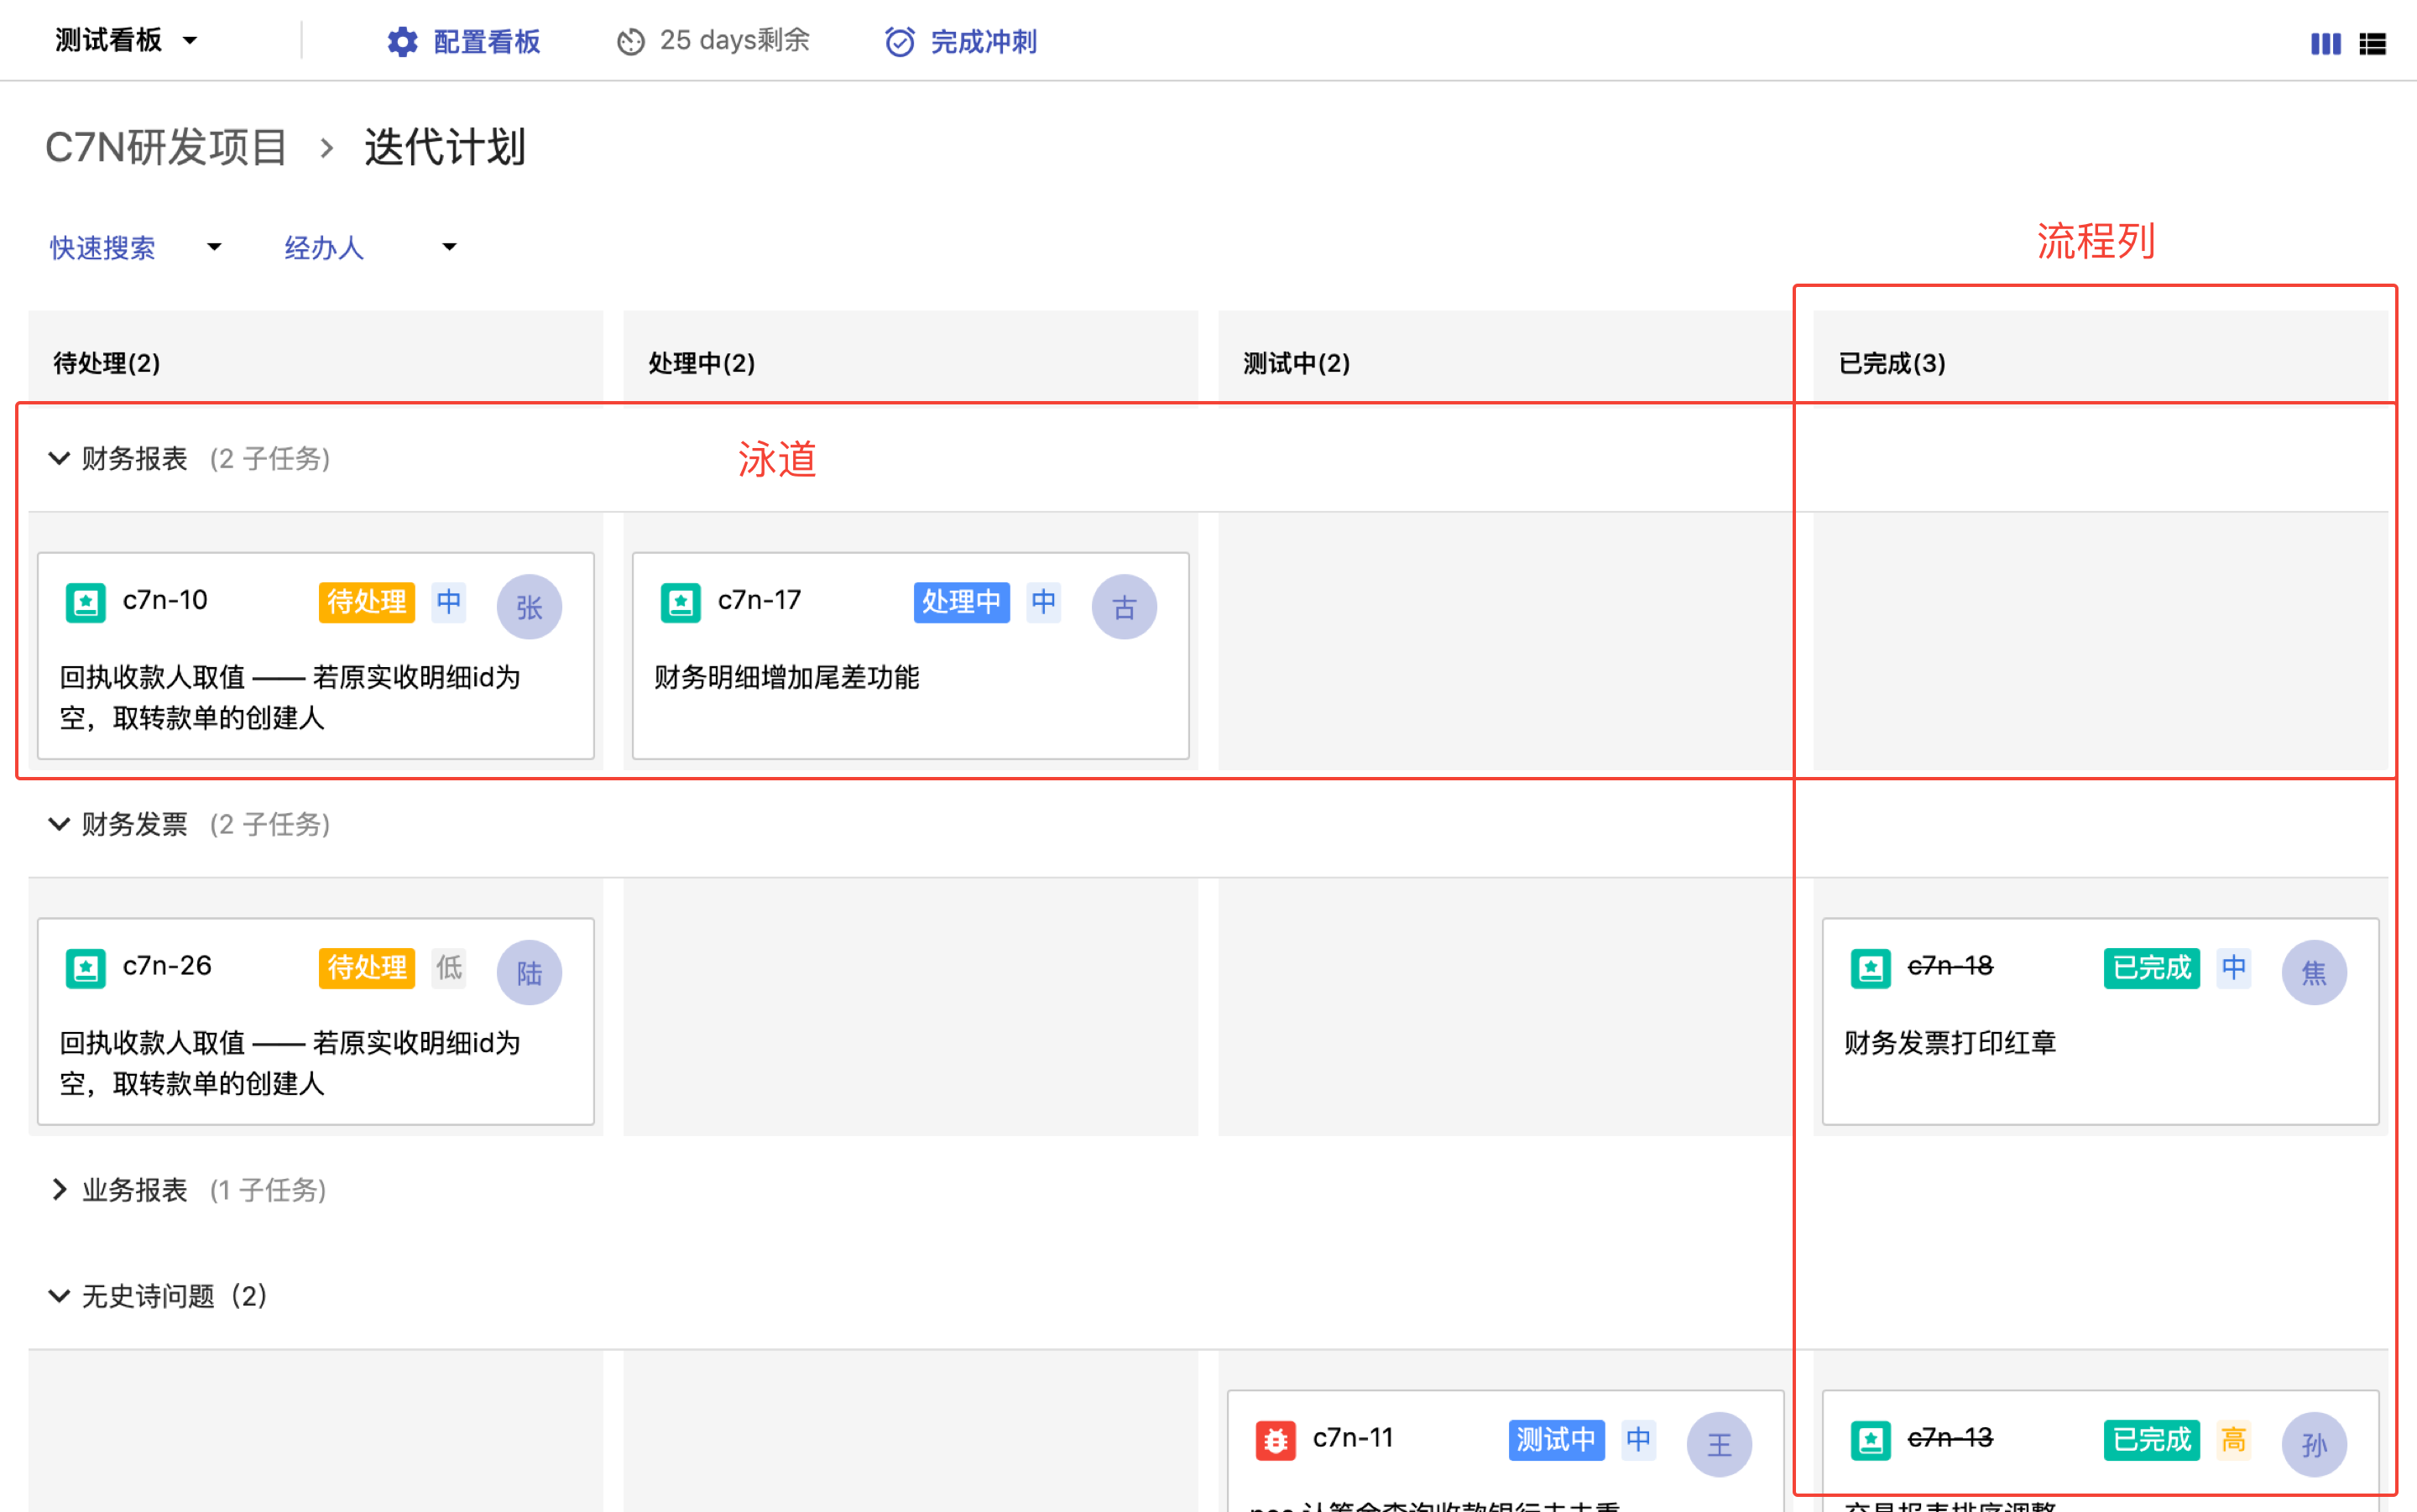 测试看板
配置看板
25 days剩余
完成冲刺
C7N研发项目 > 迭代计划
快速搜索
经办人
流程列
待处理(2)
处理中(2)
测试中(2)
已完成(3)
财务报表 (2 子任务)
泳道
c7n-10 待处理 中 张
回执收款人取值 —— 若原实收明细id为
空，取转款单的创建人
c7n-17 处理中 中 古
财务明细增加尾差功能
财务发票 (2 子任务)
c7n-26 待处理 低 陆
回执收款人取值 —— 若原实收明细id为
空，取转款单的创建人
c7n-18 已完成 中 焦
财务发票打印红章
业务报表 (1 子任务)
无史诗问题 (2)
c7n-11 测试中 中 王
c7n-13 已完成 高 孙
交易报表排序调整